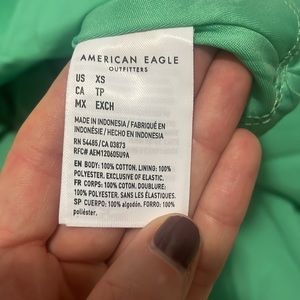 AMERICAN EAGLE
OUTFITTERS
US XS
CA TP
MX EXCH
MADE IN INDONESIA / FABRIQUÉ EN
INDONÉSIE / HECHO EN INDONESIA
RN 54485 / CA 03873
RFC# AEM120605U9A
EN BODY: 100% COTTON, LINING: 100%
POLYESTER, EXCLUSIVE OF ELASTIC.
FR CORPS: 100% COTON, DOUBLURE:
100% POLYESTER, SANS LES ÉLASTIQUES.
SP CUERPO: 100% algodón, FORRO: 100%
poliéster.